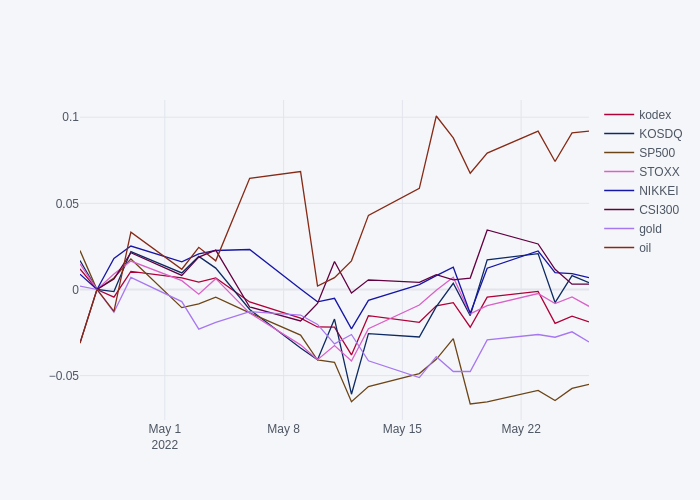 0.1
0.05
0
−0.05
May 1
2022
May 8
May 15
May 22
kodex
KOSDQ
SP500
STOXX
NIKKEI
CSI300
gold
oil